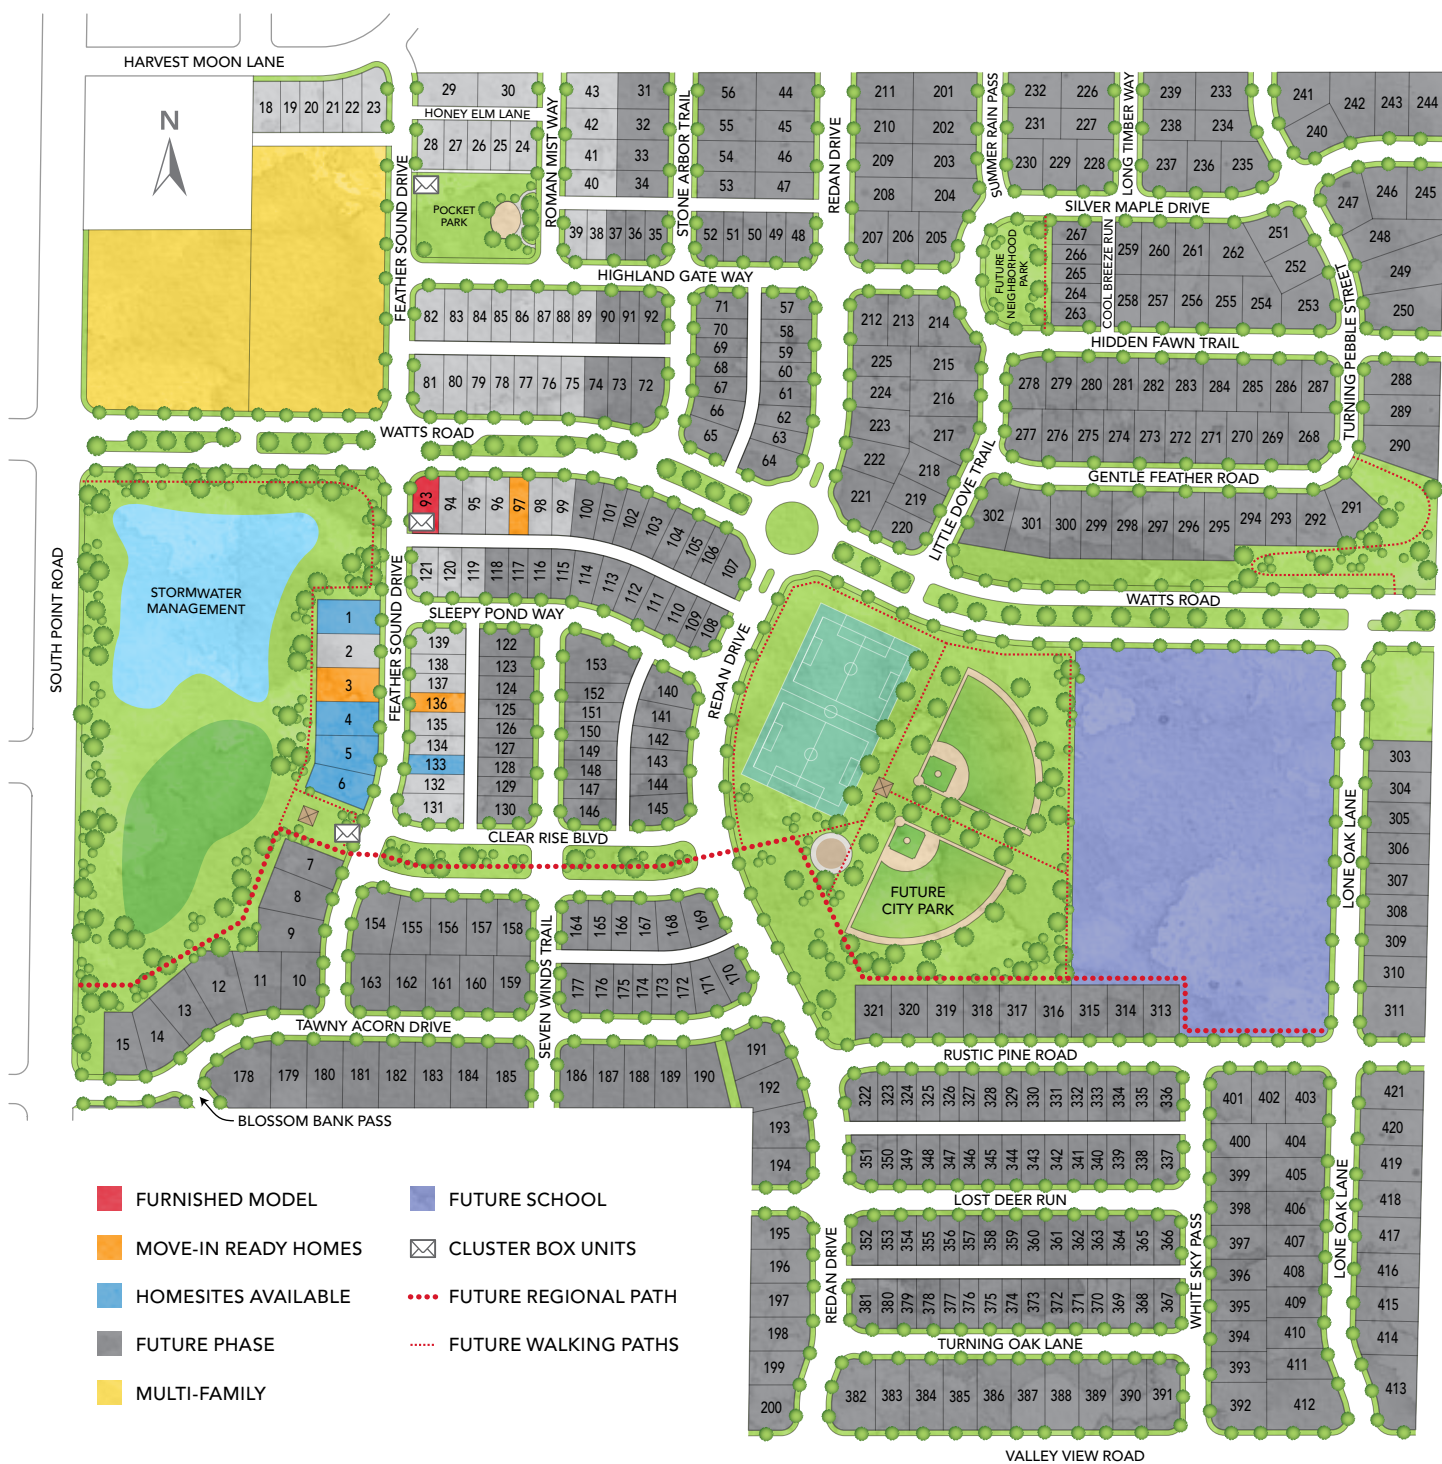 HARVEST MOON LANE
18 19 20 21 22 23
29 30
HONEY ELM LANE
28 27 26 25 24
POCKET
PARK
N
FEATHER SOUND DRIVE
ROMAN MIST WAY
43 31
42 32
41 33
40 34
39 38 37 36 35
STONE ARBOR TRAIL
56 44
55 45
54 46
53 47
52 51 50 49 48
REDAN DRIVE
HIGHLAND GATE WAY
211 201
210 202
209 203
208 204
207 206 205
SUMMER RAIN PASS
232 226
231 227
230 229 228
LONG TIMBER WAY
239 233
238 234
237 236 235
241 242 243 244
240
SILVER MAPLE DRIVE
247 246 245
248
249
250
FUTURE
NEIGHBORHOOD
PARK
267
266
265
264
263
COOL BREEZE RUN
259 260 261 262 251
252
258 257 256 255 254 253
TURNING PEBBLE STREET
HIDDEN FAWN TRAIL
82 83 84 85 86 87 88 89 90 91 92
81 80 79 78 77 76 75 74 73 72
71
70
69
68
67
66
65
57
58
59
60
61
62
63
64
212 213 214
225 215
224 216
223 217
222 218
221 219
220
LITTLE DOVE TRAIL
278 279 280 281 282 283 284 285 286 287
277 276 275 274 273 272 271 270 269 268
288
289
290
GENTLE FEATHER ROAD
302 301 300 299 298 297 296 295 294 293 292 291
WATTS ROAD
WATTS ROAD
SOUTH POINT ROAD
STORMWATER
MANAGEMENT
1
2
3
4
5
6
FEATHER SOUND DRIVE
93 94 95 96 97 98 99 100 101 102 103 104 105 106 107
121 120 119 118 117 116 115 114 113 112 111 110 109 108
SLEEPY POND WAY
139
138
137
136
135
134
133
132
131
122
123
124
125
126
127
128
129
130
153
152
151
150
149
148
147
146
140
141
142
143
144
145
REDAN DRIVE
CLEAR RISE BLVD
FUTURE
CITY PARK
LONE OAK LANE
303
304
305
306
307
308
309
310
311
7
8
9
10
11
12
13
14
15
154 155 156 157 158
163 162 161 160 159
SEVEN WINDS TRAIL
164 165 166 167 168 169
177 176 175 174 173 172 171 170
TAWNY ACORN DRIVE
178 179 180 181 182 183 184 185
186 187 188 189 190
191
192
193
194
BLOSSOM BANK PASS
321 320 319 318 317 316 315 314 313
RUSTIC PINE ROAD
322 323 324 325 326 327 328 329 330 331 332 333 334 335 336
351 350 349 348 347 346 345 344 343 342 341 340 339 338 337
LOST DEER RUN
352 353 354 355 356 357 358 359 360 361 362 363 364 365 366
381 380 379 378 377 376 375 374 373 372 371 370 369 368 367
TURNING OAK LANE
382 383 384 385 386 387 388 389 390 391
VALLEY VIEW ROAD
REDAN DRIVE
195
196
197
198
199
200
WHITE SKY PASS
401 402 403
400 404
399 405
398 406
397 407
396 408
395 409
394 410
393 411
392 412
LONE OAK LANE
421
420
419
418
417
416
415
414
413
FURNISHED MODEL
MOVE-IN READY HOMES
HOMESITES AVAILABLE
FUTURE PHASE
MULTI-FAMILY
FUTURE SCHOOL
CLUSTER BOX UNITS
FUTURE REGIONAL PATH
FUTURE WALKING PATHS